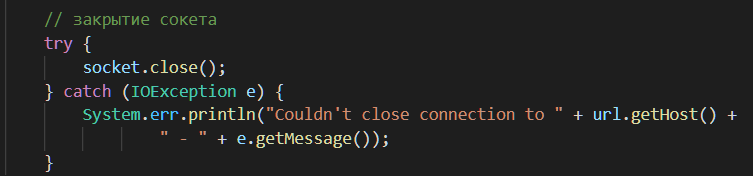 // закрытие сокета
try {
socket.close();
} catch (IOException e) {
System.err.println("Couldn't close connection to " + url.getHost() +
" - " + e.getMessage());
}